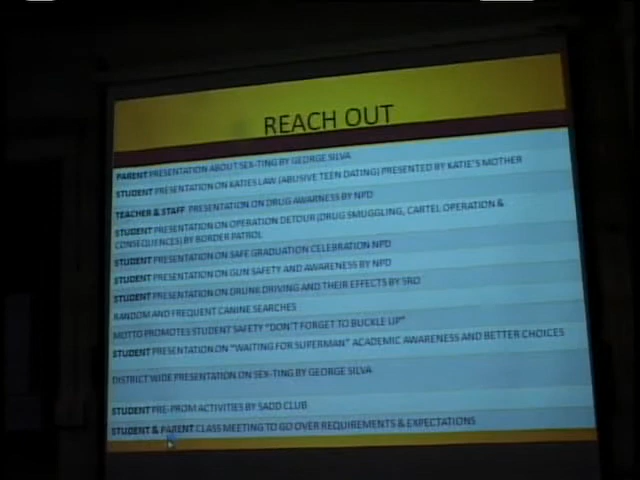 REACH OUT
PARENT PRESENTATION ABOUT SEX-TING BY GEORGE SILVA
STUDENT PRESENTATION ON KATIES LAW (ABUSIVE TEEN DATING) PRESENTED BY KATIE'S MOTHER
TEACHER & STAFF PRESENTATION ON DRUG AWARNESS BY NPD
STUDENT PRESENTATION ON OPERATION DETOUR (DRUG SMUGGLING, CARTEL OPERATION &
CONSEQUENCES) BY BORDER PATROL
STUDENT PRESENTATION ON SAFE GRADUATION CELEBRATION NPD
STUDENT PRESENTATION ON GUN SAFETY AND AWARENESS BY NPD
STUDENT PRESENTATION ON DRUNK DRIVING AND THEIR EFFECTS BY SRO
RANDOM AND FREQUENT CANINE SEARCHES
MOTTO PROMOTES STUDENT SAFETY "DON'T FORGET TO BUCKLE UP"
STUDENT PRESENTATION ON "WAITING FOR SUPERMAN" ACADEMIC AWARENESS AND BETTER CHOICES
DISTRICT WIDE PRESENTATION ON SEX-TING BY GEORGE SILVA
STUDENT PRE-PROM ACTIVITIES BY SADD CLUB
STUDENT & PARENT CLASS MEETING TO GO OVER REQUIREMENTS & EXPECTATIONS